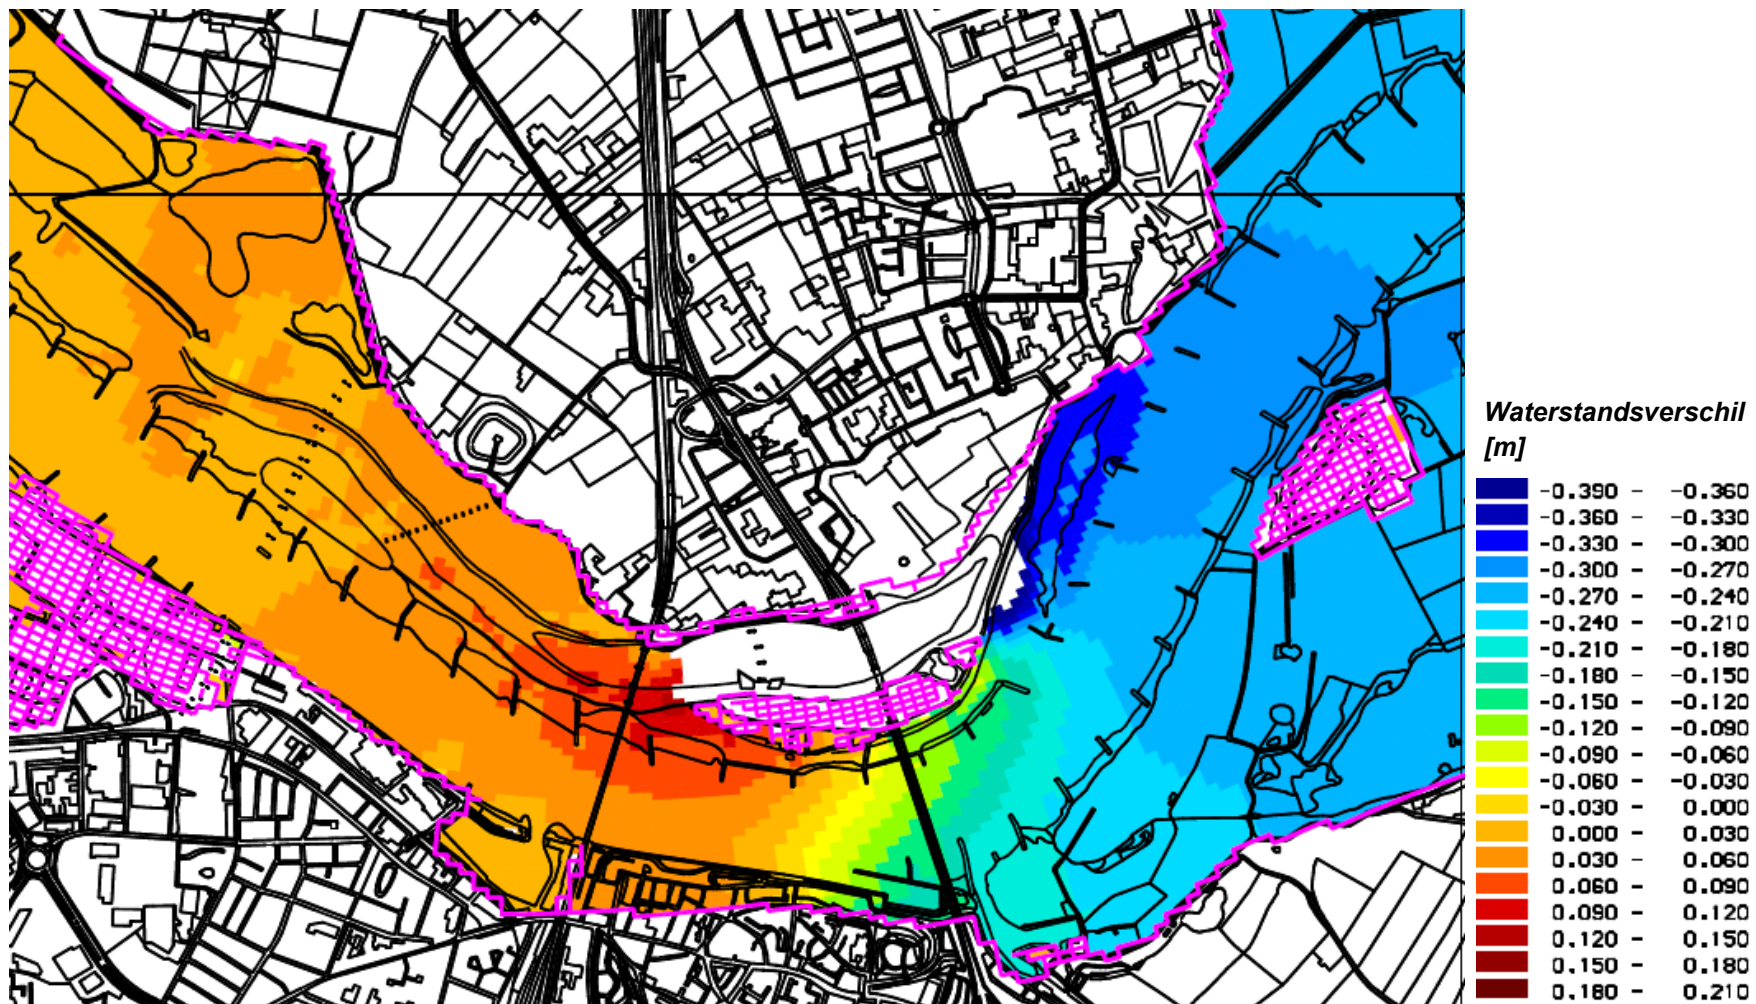 Waterstandsverschil
[m]
-0.390 - -0.360
-0.360 - -0.330
-0.330 - -0.300
-0.300 - -0.270
-0.270 - -0.240
-0.240 - -0.210
-0.210 - -0.180
-0.180 - -0.150
-0.150 - -0.120
-0.120 - -0.090
-0.090 - -0.060
-0.060 - -0.030
-0.030 - 0.000
0.000 - 0.030
0.030 - 0.060
0.060 - 0.090
0.090 - 0.120
0.120 - 0.150
0.150 - 0.180
0.180 - 0.210